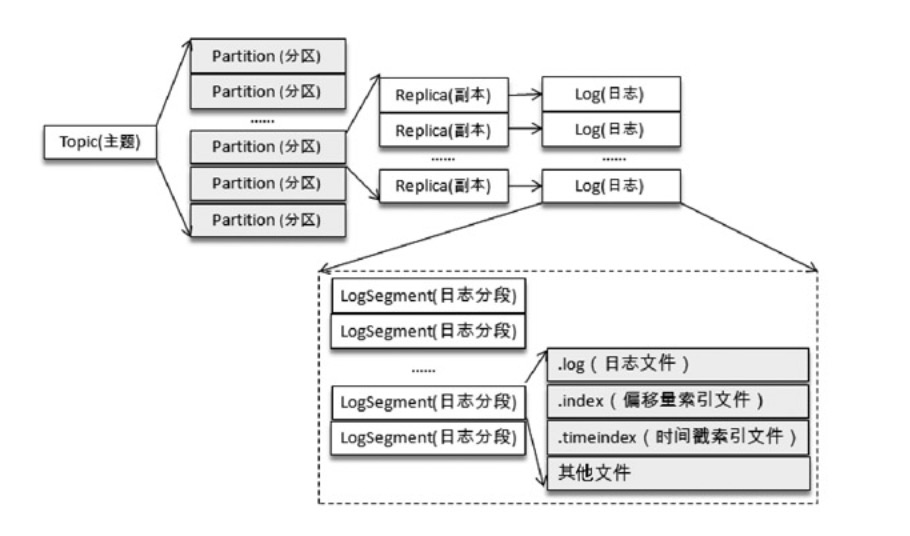 Topic(主题)
Partition (分区)
Partition (分区)
......
Partition (分区)
Partition (分区)
Partition (分区)
Replica(副本)
Replica(副本)
......
Replica(副本)
Log(日志)
Log(日志)
......
Log(日志)
LogSegment(日志分段)
LogSegment(日志分段)
......
LogSegment(日志分段)
LogSegment(日志分段)
.log（日志文件）
.index（偏移量索引文件）
.timeindex（时间戳索引文件）
其他文件